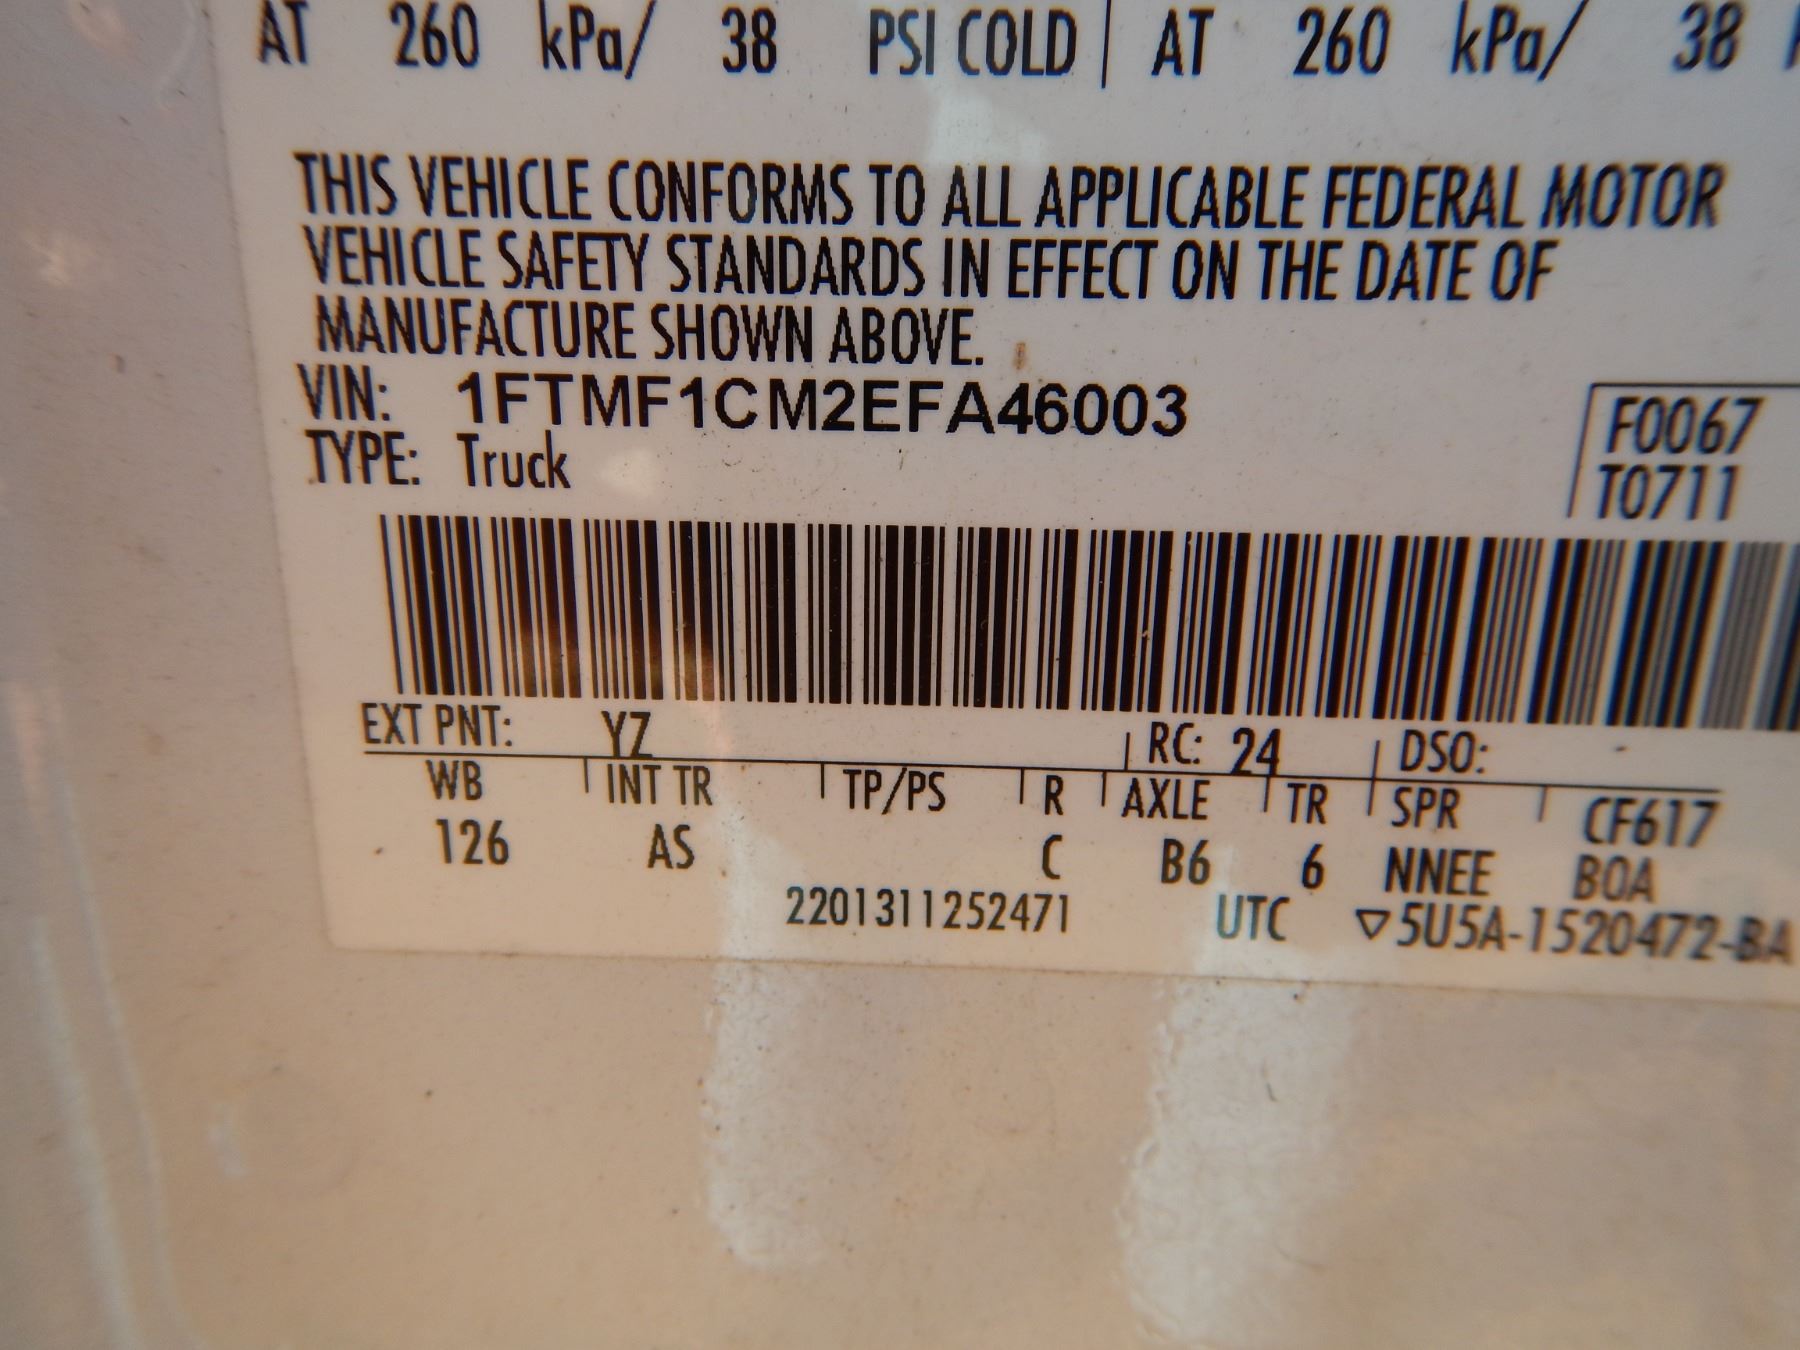 AT 260 kPa/ 38 PSI COLD | AT 260 kPa/ 38
THIS VEHICLE CONFORMS TO ALL APPLICABLE FEDERAL MOTOR
VEHICLE SAFETY STANDARDS IN EFFECT ON THE DATE OF
MANUFACTURE SHOWN ABOVE.
VIN: 1FTMF1CM2EFA46003
F0067
TYPE: Truck
T0711
EXT PNT: YZ RC: 24 DSO:
WB INT TR TP/PS R AXLE TR SPR CF617
126 AS C B6 6 NNEE BOA
2201311252471 UTC ▽5U5A-1520472-BA